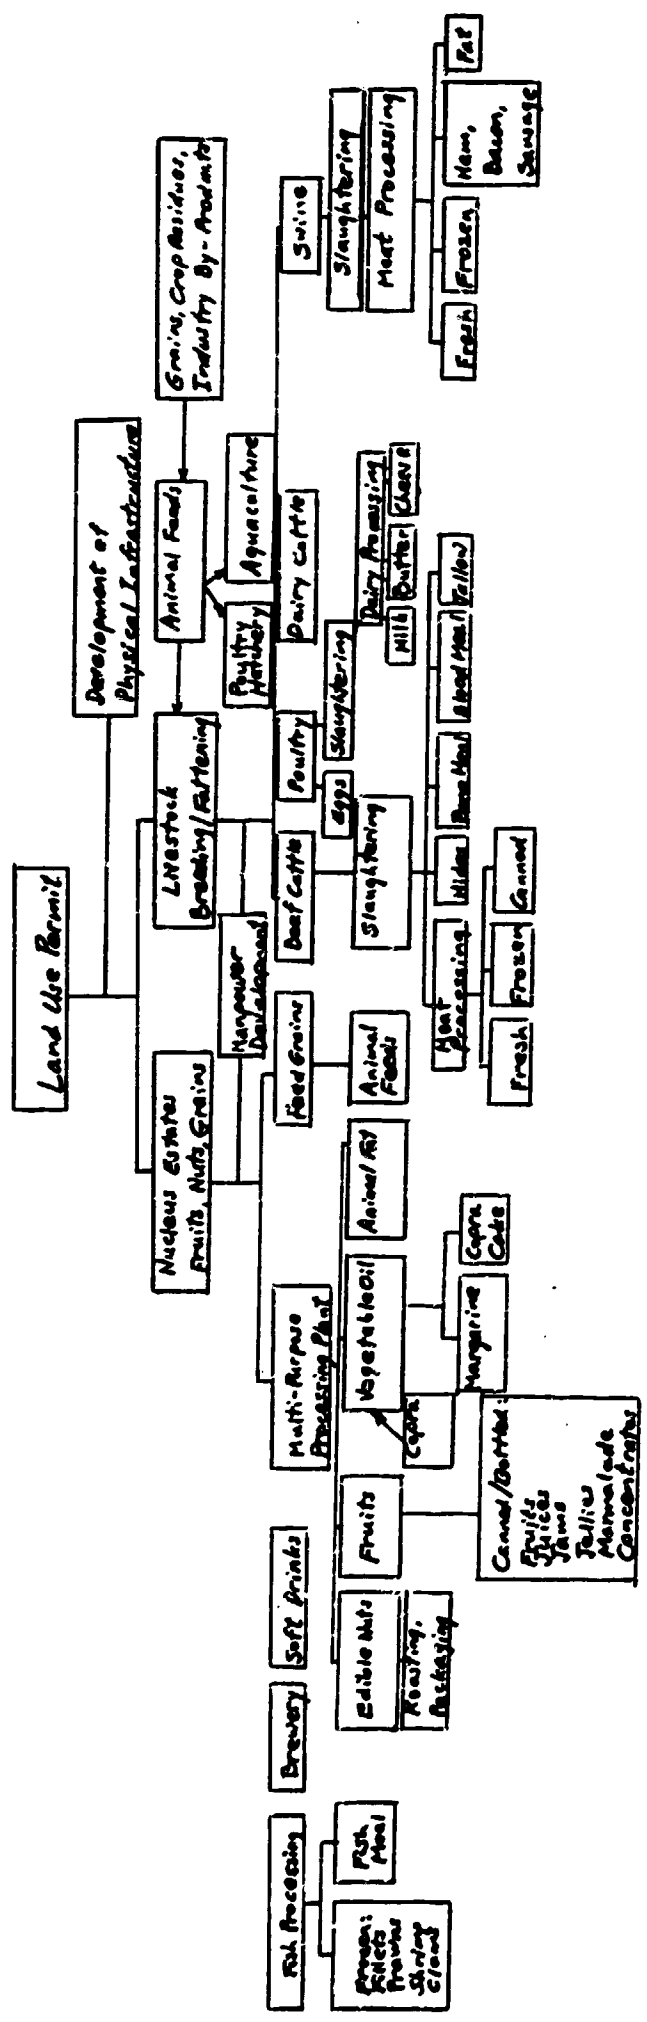 Land Use Permit
Development of
Physical Infrastructure
Nucleus Estates
Fruits, Nuts, Grains
Livestock
Breeding/Fattening
Animal Feeds
Grains, Crop Residues,
Industry By-Products
Manpower
Development
Poultry
Hatchery
Aquaculture
Fish Processing
Brewery
Soft Drinks
Multi-Purpose
Processing Plant
Feed Grains
Beef Cattle
Poultry
Dairy Cattle
Swine
Frozen:
Fillets
Prawns
Shrimp
Clams
Fish
Meal
Edible Nuts
Roasting,
Packaging
Fruits
Canned/Bottled:
Fruits
Juices
Jams
Jellies
Marmalade
Concentrates
Vegetable Oil
Copra
Margarine
Copra
Cake
Animal Fat
Animal
Feeds
Slaughtering
Eggs
Slaughtering
Dairy Processing
Milk
Butter
Cheese
Slaughtering
Meat Processing
Meat
Processing
Hides
Bone Meal
Blood Meal
Tallow
Fresh
Frozen
Canned
Fresh
Frozen
Ham,
Bacon,
Sausage
Fat